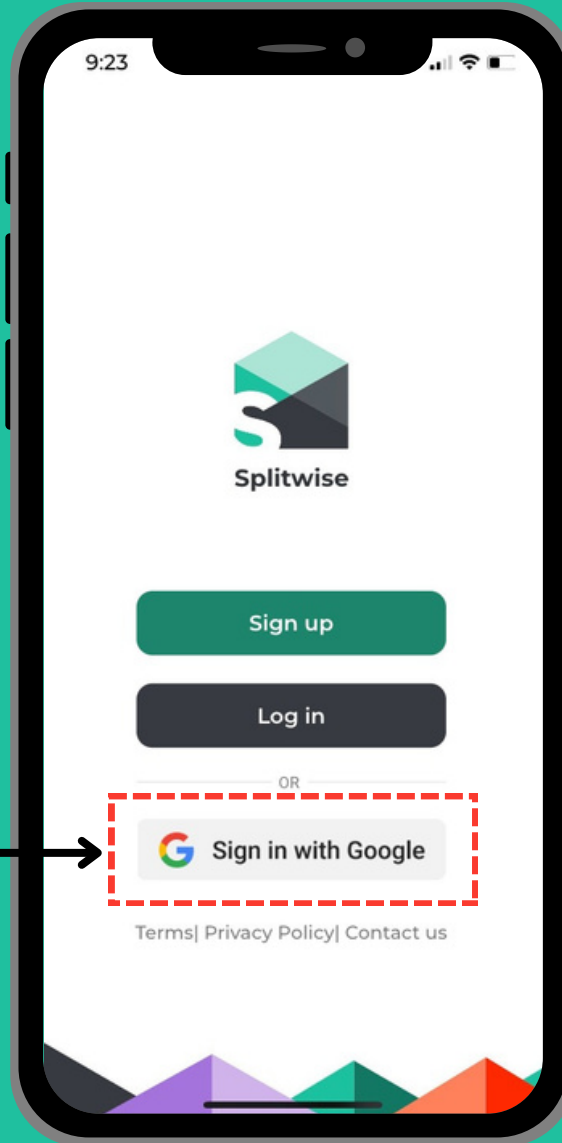 9:23
Splitwise
Sign up
Log in
OR
Sign in with Google
Terms| Privacy Policy| Contact us